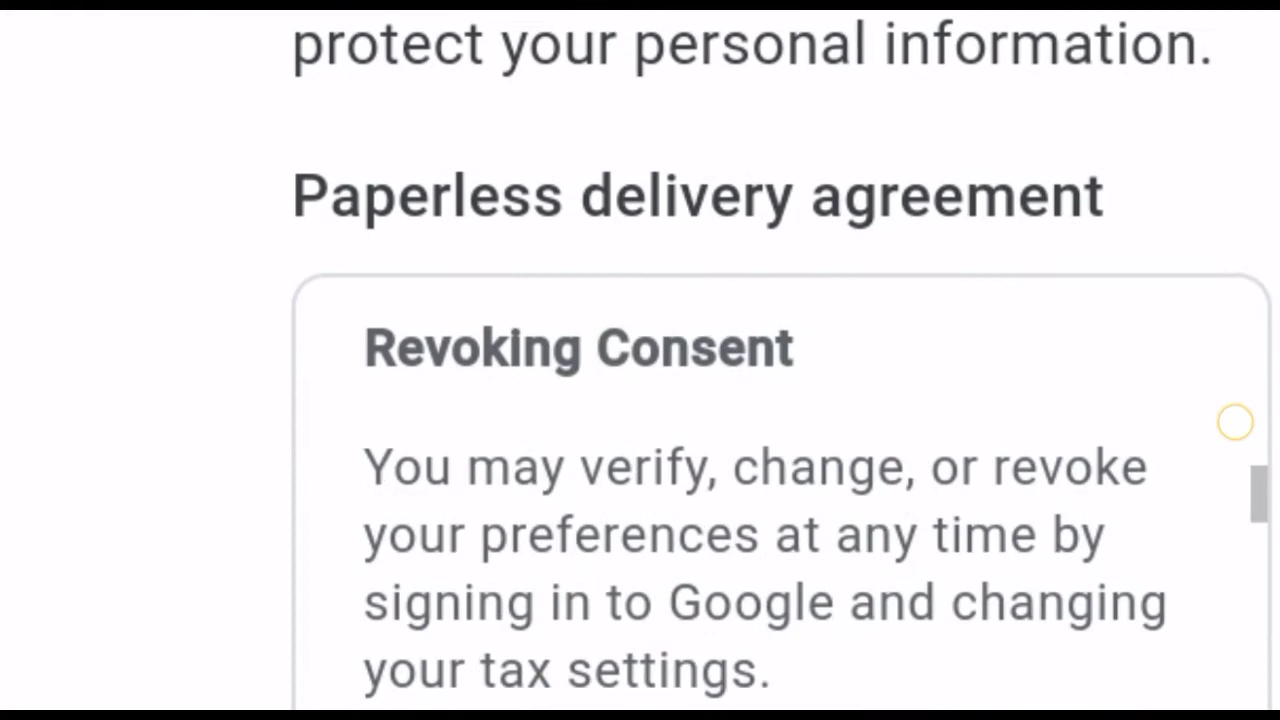 protect your personal information.
Paperless delivery agreement
Revoking Consent
You may verify, change, or revoke
your preferences at any time by
signing in to Google and changing
your tax settings.